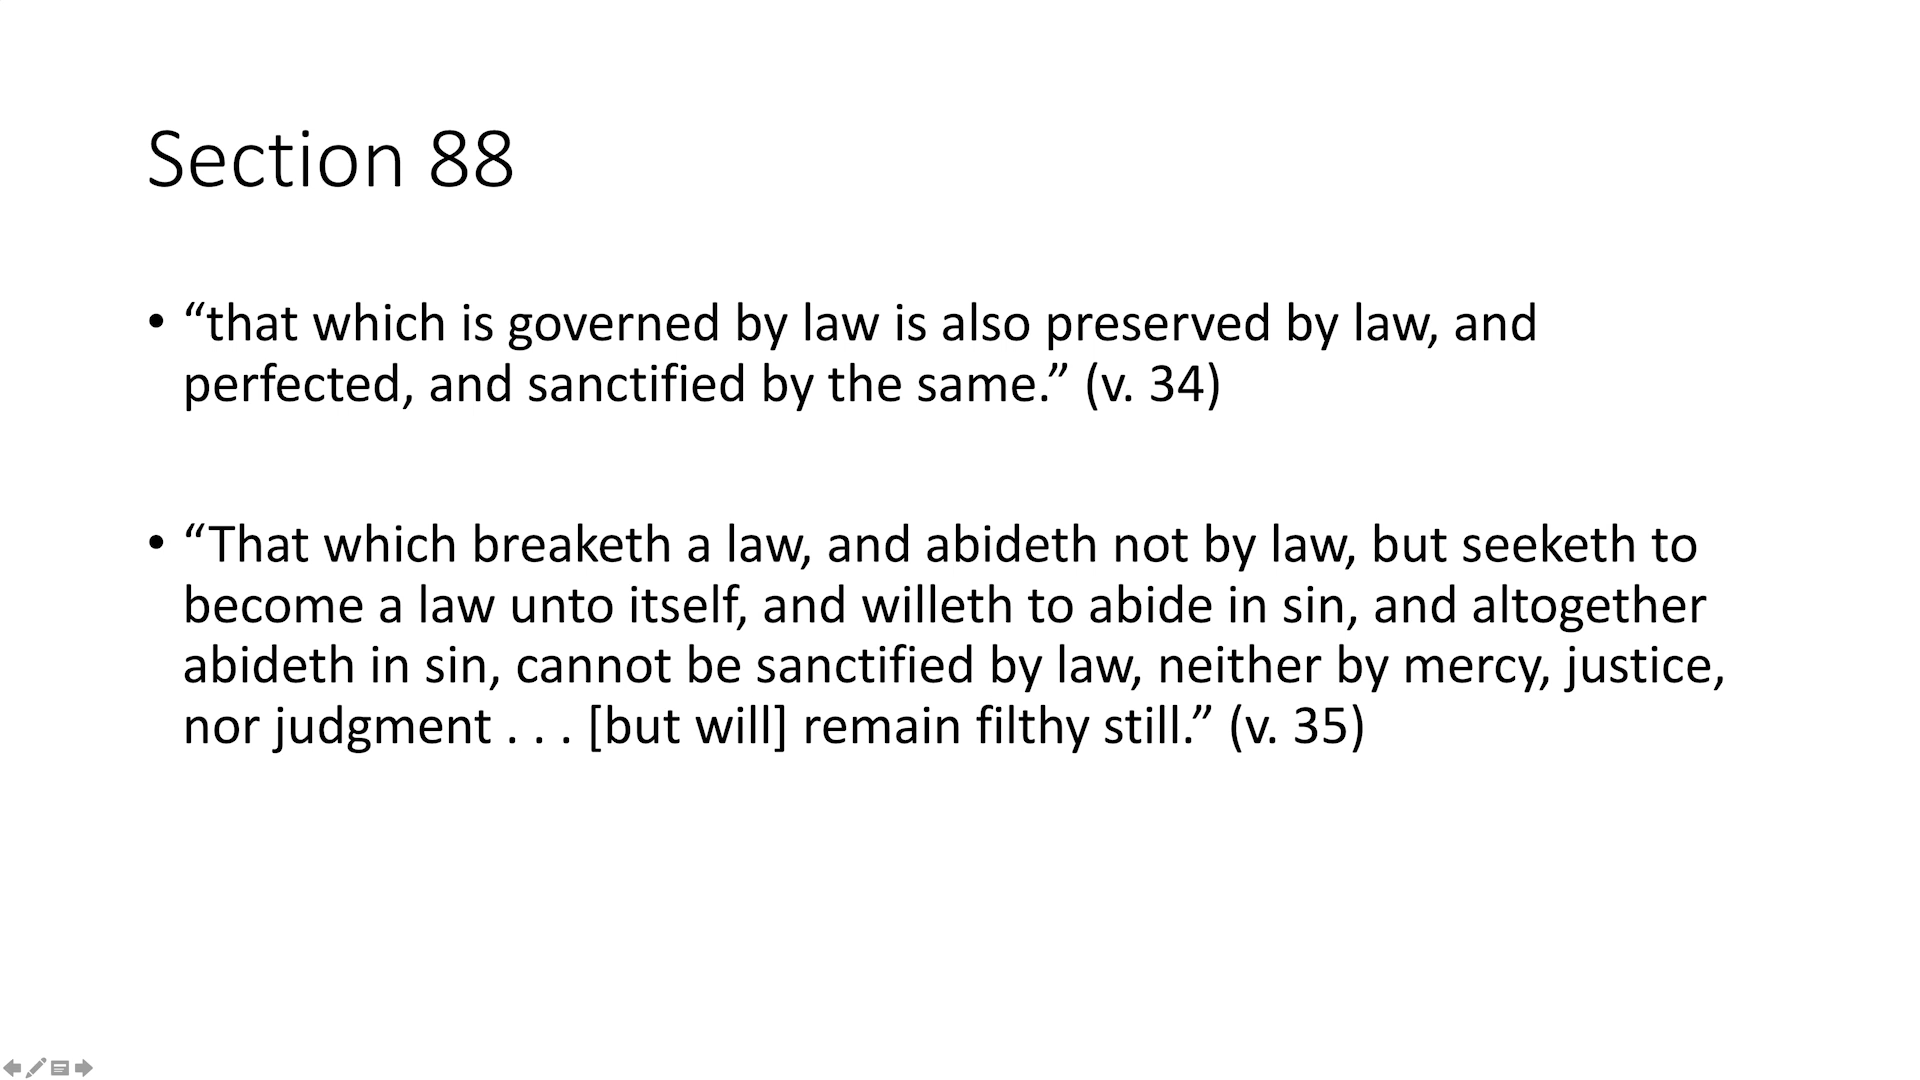 Section 88
• “that which is governed by law is also preserved by law, and
perfected, and sanctified by the same.” (v. 34)
• “That which breaketh a law, and abideth not by law, but seeketh to
become a law unto itself, and willeth to abide in sin, and altogether
abideth in sin, cannot be sanctified by law, neither by mercy, justice,
nor judgment . . . [but will] remain filthy still.” (v. 35)